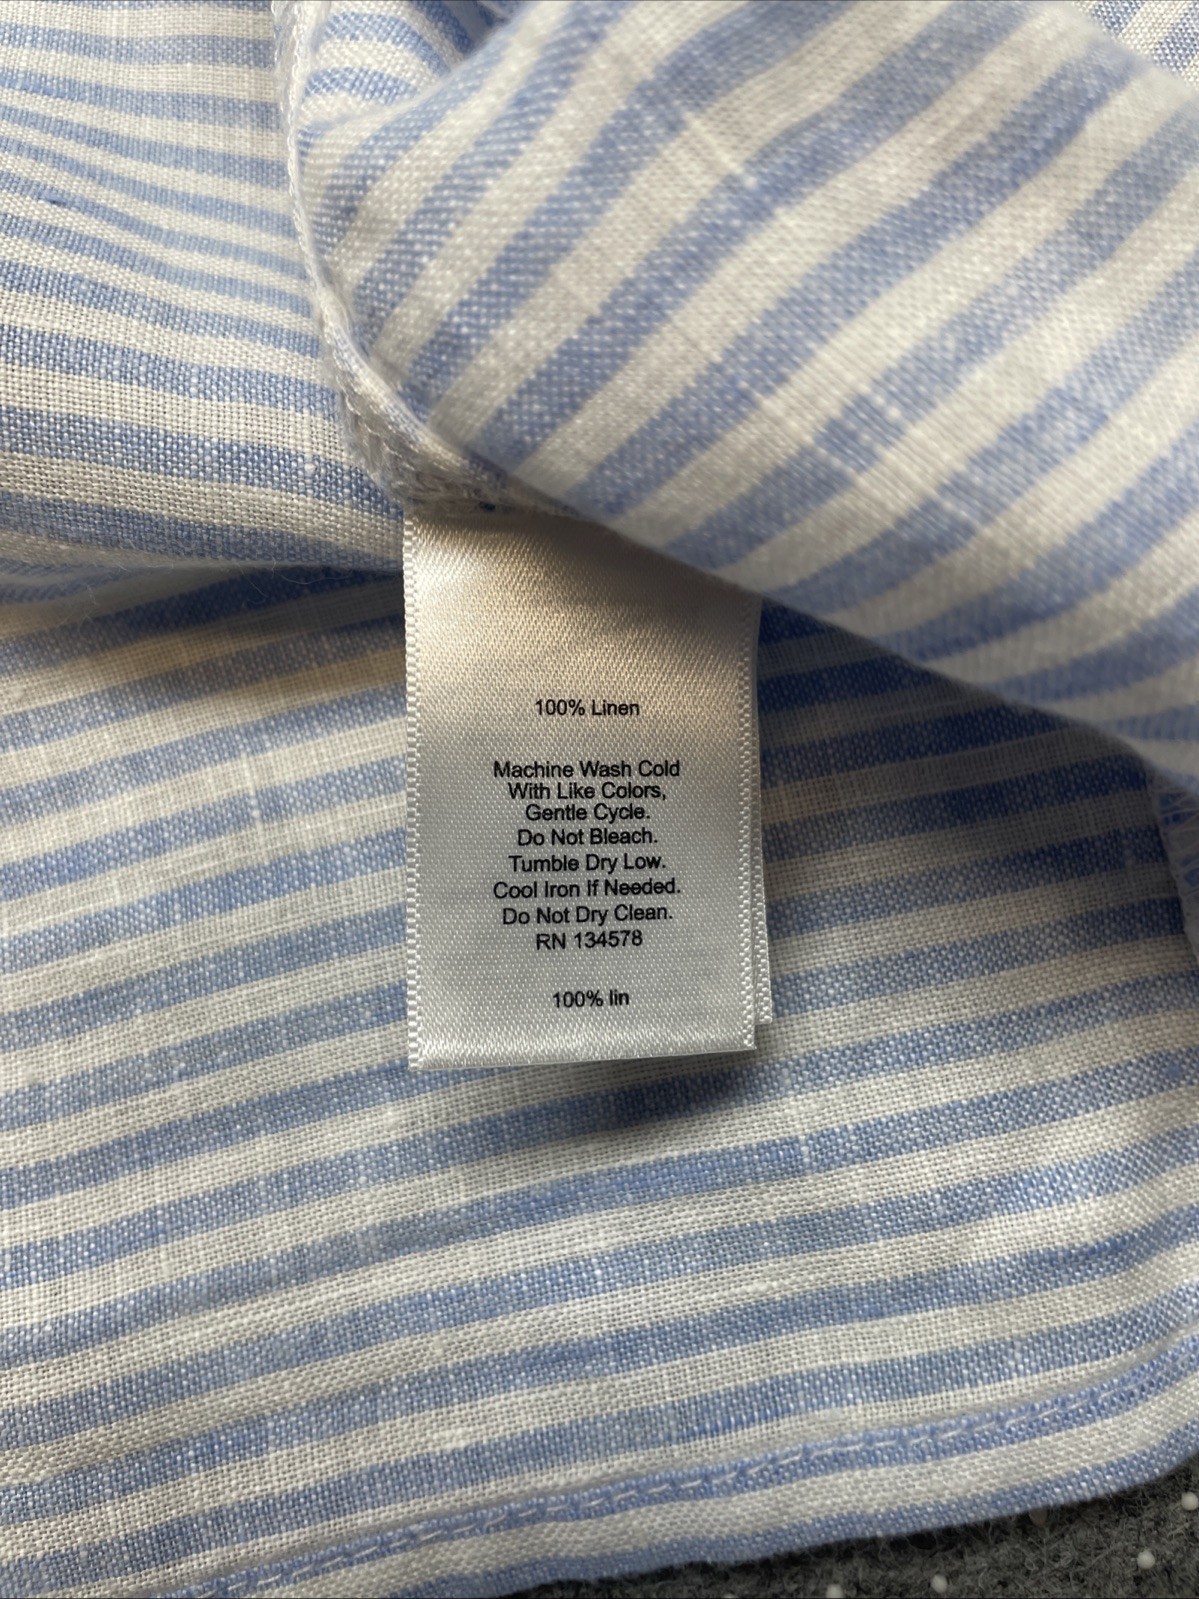 100% Linen
Machine Wash Cold
With Like Colors,
Gentle Cycle.
Do Not Bleach.
Tumble Dry Low.
Cool Iron If Needed.
Do Not Dry Clean.
RN 134578
100% lin